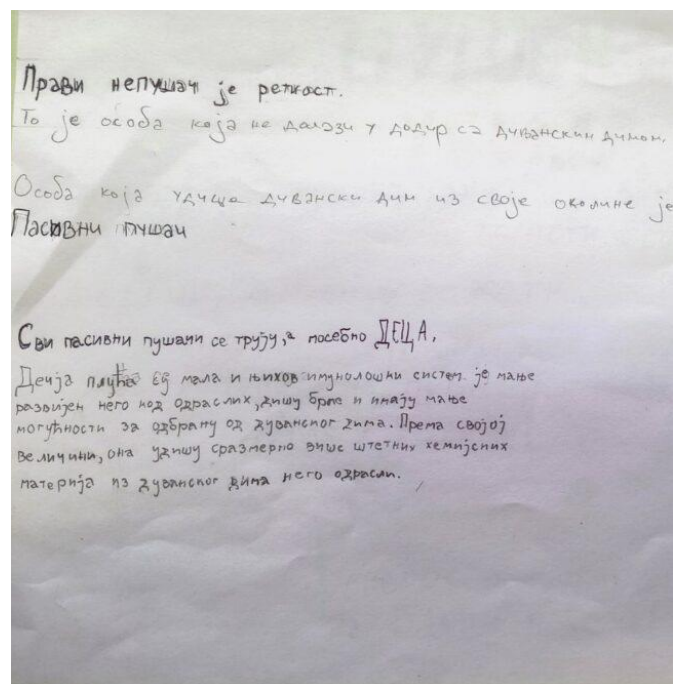 Прави непушач је реткост.
То је особа која не долази у додир са дуванским димом.
Особа која удише дувански дим из своје околине је
Пасивни пушач
Сви пасивни пушачи се трују, а посебно ДЕЦА.
Дечја плућа су мала и њихов имунолошки систем је мање
развијен него код одраслих, дишу брже и имају мање
могућности за одбрану од дуванског дима. Према својој
величини, она удишу сразмерно више штетних хемијских
материја из дуванског дима него одрасли.